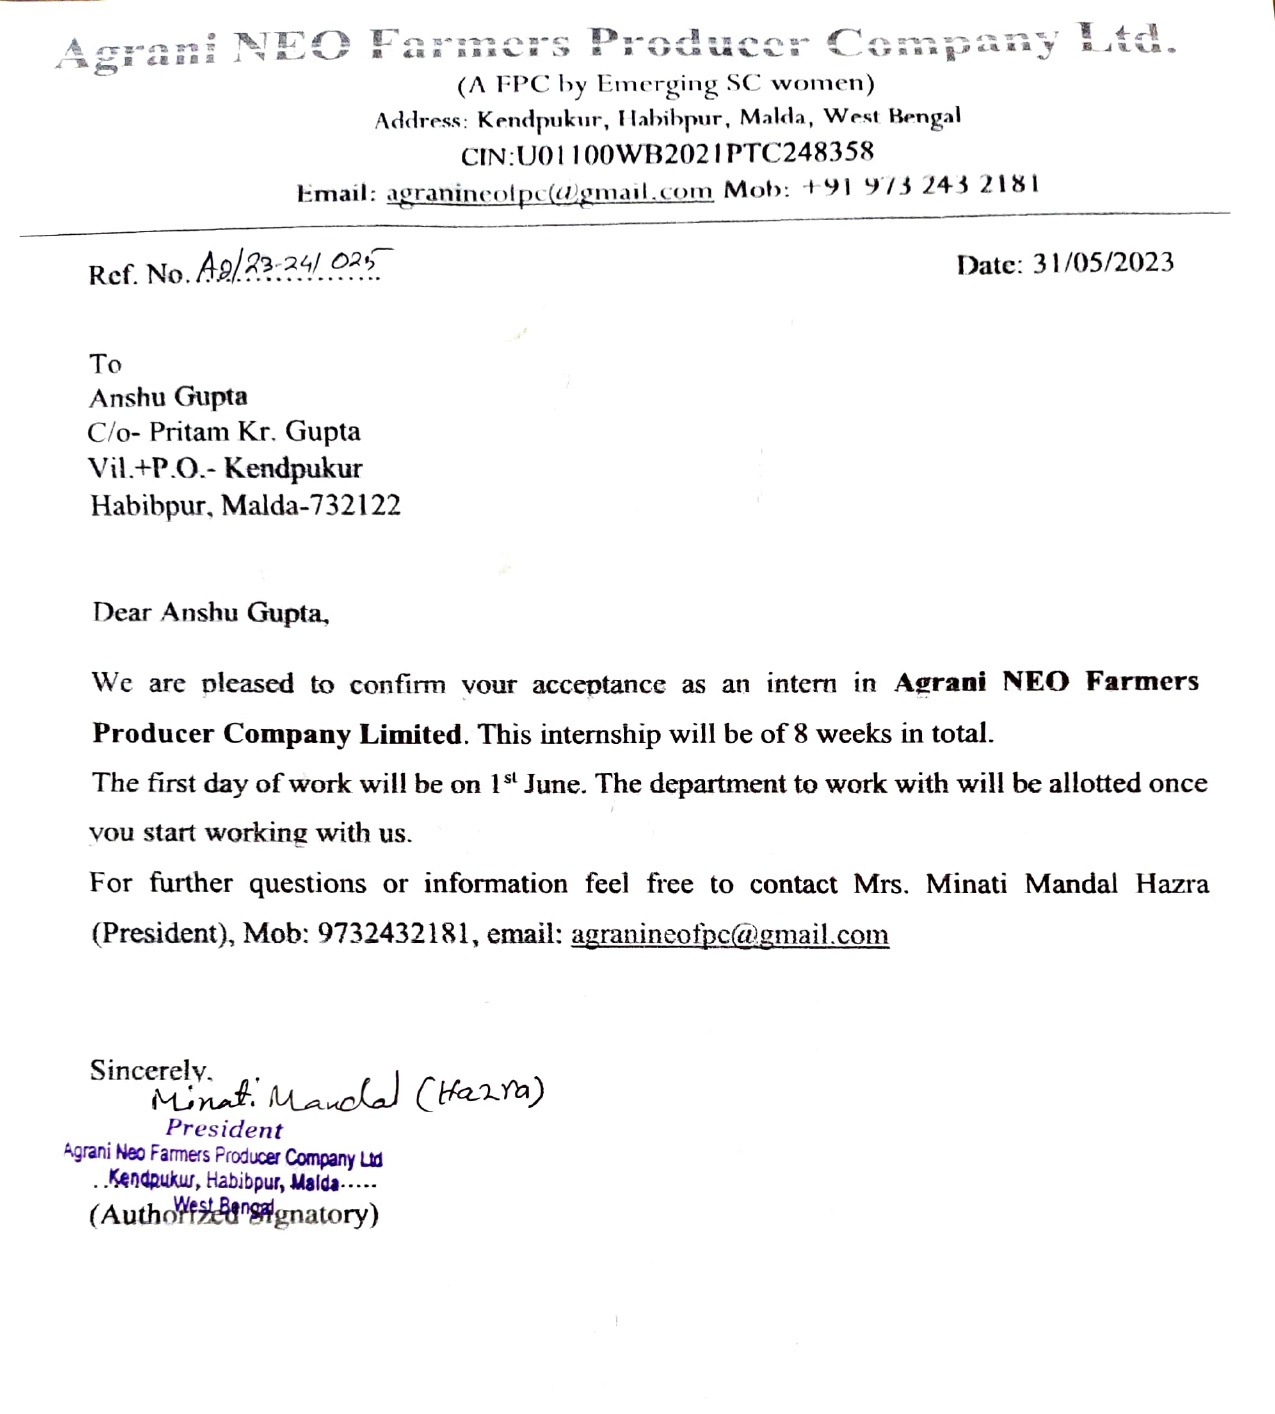 Agrani NEO Farmers Producer Company Ltd.
(A FPC by Emerging SC women)
Address: Kendpukur, Habibpur, Malda, West Bengal
CIN:U01100WB2021PTC248358
Email: agranineofpc@gmail.com Mob: +91 973 243 2181
Ref. No. Ag/23-24/025
Date: 31/05/2023
To
Anshu Gupta
C/o- Pritam Kr. Gupta
Vil.+P.O.- Kendpukur
Habibpur, Malda-732122
Dear Anshu Gupta,
We are pleased to confirm your acceptance as an intern in Agrani NEO Farmers
Producer Company Limited. This internship will be of 8 weeks in total.
The first day of work will be on 1st June. The department to work with will be allotted once
you start working with us.
For further questions or information feel free to contact Mrs. Minati Mandal Hazra
(President), Mob: 9732432181, email: agranineofpc@gmail.com
Sincerely,
Minati Mandal (Hazra)
President
Agrani Neo Farmers Producer Company Ltd
Kendpukur, Habibpur, Malda
West Bengal
(Authorized Signatory)